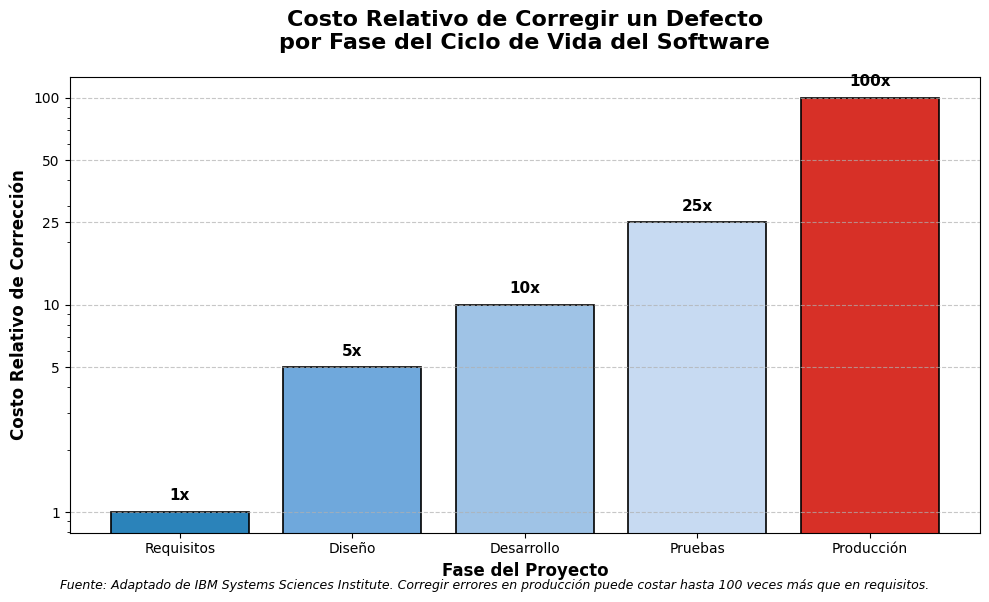 Costo Relativo de Corregir un Defecto
por Fase del Ciclo de Vida del Software
Costo Relativo de Corrección
100
50
25
10
5
1
1x
5x
10x
25x
100x
Requisitos
Diseño
Desarrollo
Pruebas
Producción
Fase del Proyecto
Fuente: Adaptado de IBM Systems Sciences Institute. Corregir errores en producción puede costar hasta 100 veces más que en requisitos.